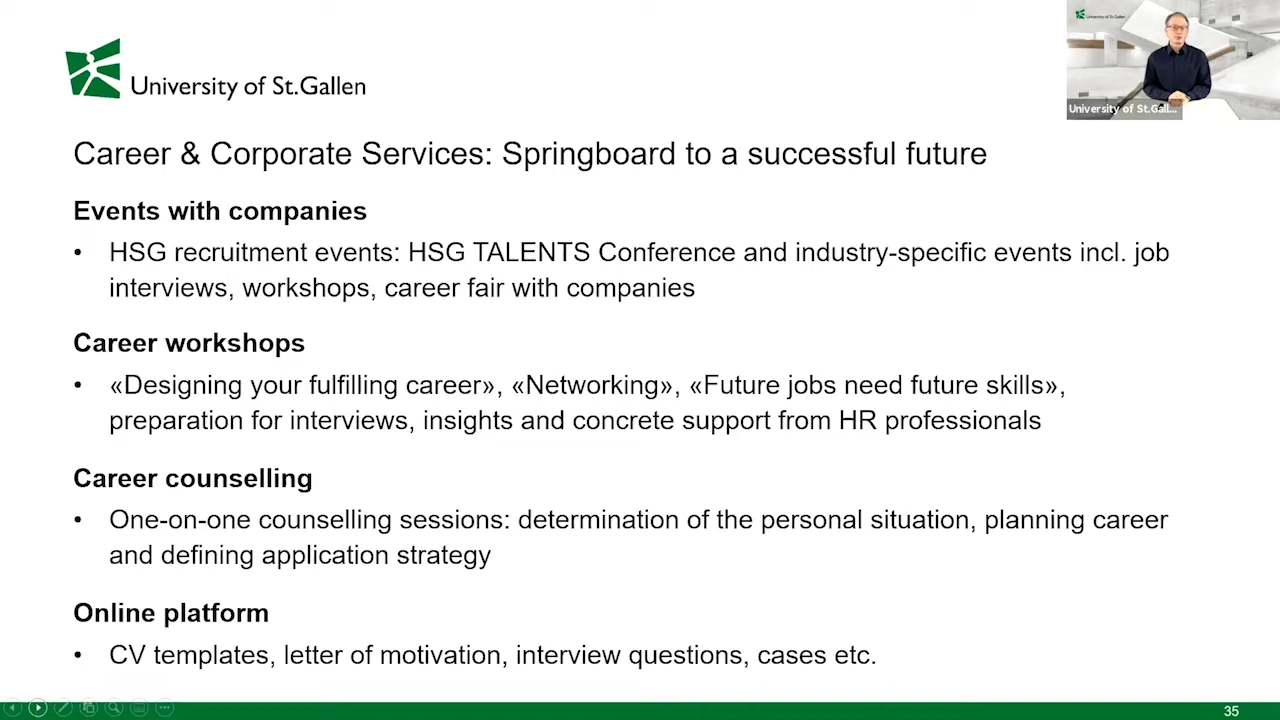 University of St.Gallen
University of St.Gallen
University of St.Gall...
Career & Corporate Services: Springboard to a successful future
Events with companies
• HSG recruitment events: HSG TALENTS Conference and industry-specific events incl. job
interviews, workshops, career fair with companies
Career workshops
• «Designing your fulfilling career», «Networking», «Future jobs need future skills»,
preparation for interviews, insights and concrete support from HR professionals
Career counselling
• One-on-one counselling sessions: determination of the personal situation, planning career
and defining application strategy
Online platform
• CV templates, letter of motivation, interview questions, cases etc.
35